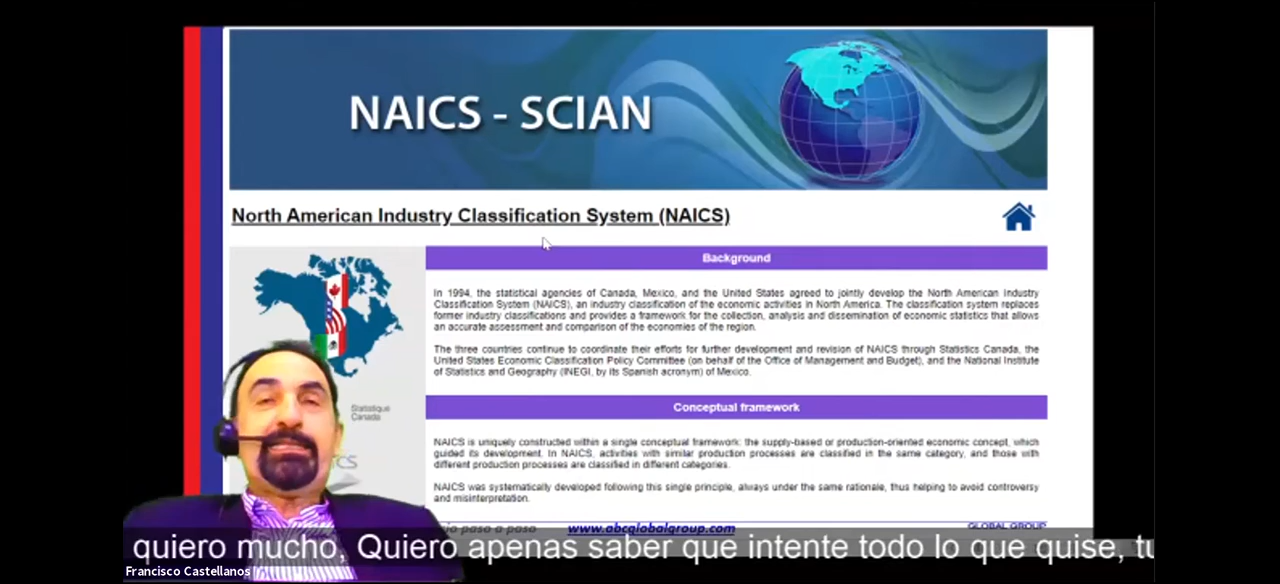 NAICS - SCIAN
North American Industry Classification System (NAICS)
Background
In 1994, the statistical agencies of Canada, Mexico, and the United States agreed to jointly develop the North American Industry
Classification System (NAICS), an industry classification of the economic activities in North America. The classification system replaces
former industry classifications and provides a framework for the collection, analysis and dissemination of economic statistics that allows
an accurate assessment and comparison of the economies of the region.
The three countries continue to coordinate their efforts for further development and revision of NAICS through Statistics Canada, the
United States Economic Classification Policy Committee (on behalf of the Office of Management and Budget), and the National Institute
of Statistics and Geography (INEGI, by its Spanish acronym) of Mexico.
Statistique
Canada
Conceptual framework
NAICS is uniquely constructed within a single conceptual framework: the supply-based or production-oriented economic concept, which
guided its development. In NAICS, activities with similar production processes are classified in the same category, and those with
different production processes are classified in different categories.
NAICS was systematically developed following this single principle, always under the same rationale, thus helping to avoid controversy
and misinterpretation.
paso a paso www.abcglobalgroup.com GLOBAL GROUP
quiero mucho, Quiero apenas saber que intente todo lo que quise, tu
Francisco Castellanos